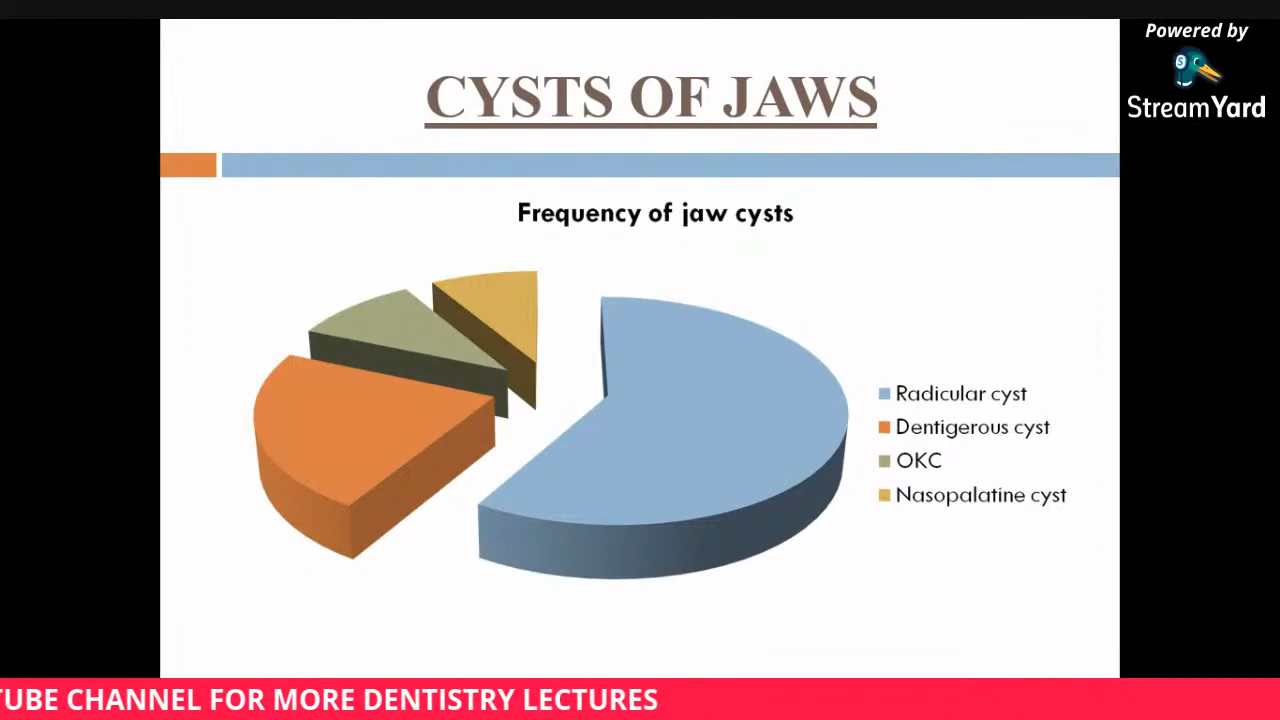 Powered by
StreamYard
CYSTS OF JAWS
Frequency of jaw cysts
Radicular cyst
Dentigerous cyst
OKC
Nasopalatine cyst
TUBE CHANNEL FOR MORE DENTISTRY LECTURES